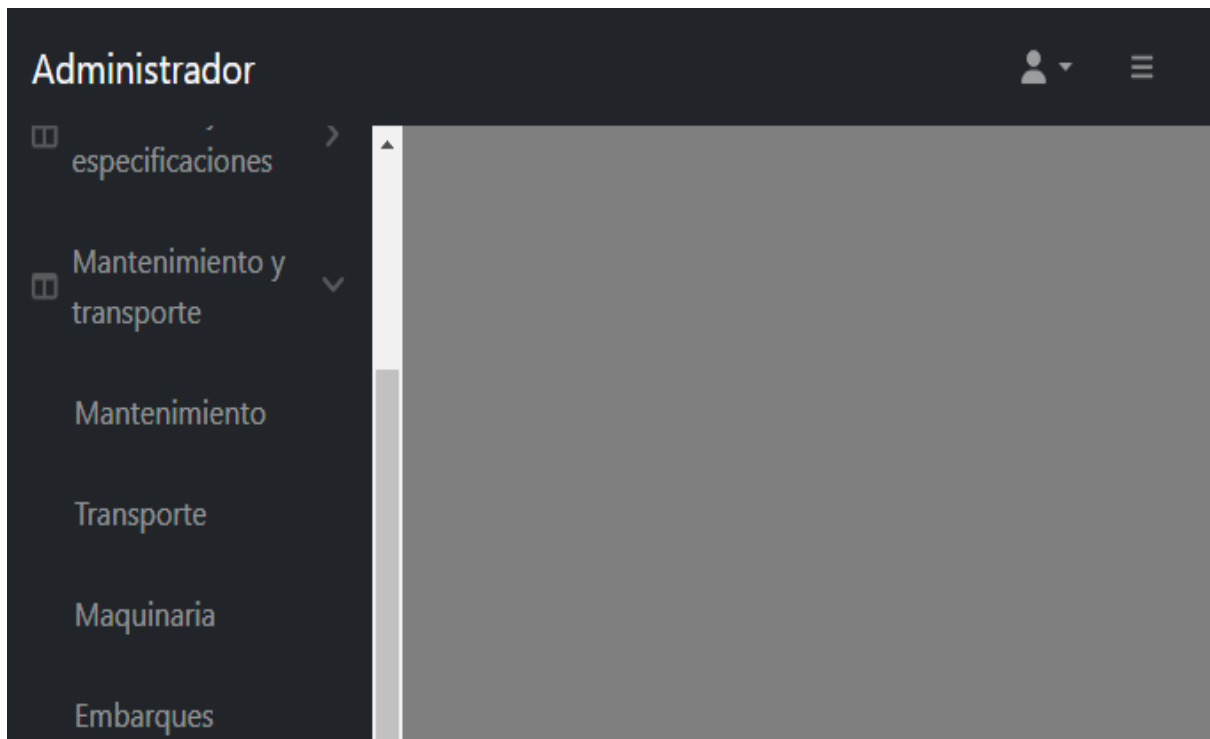 Administrador
especificaciones
Mantenimiento y
transporte
Mantenimiento
Transporte
Maquinaria
Embarques